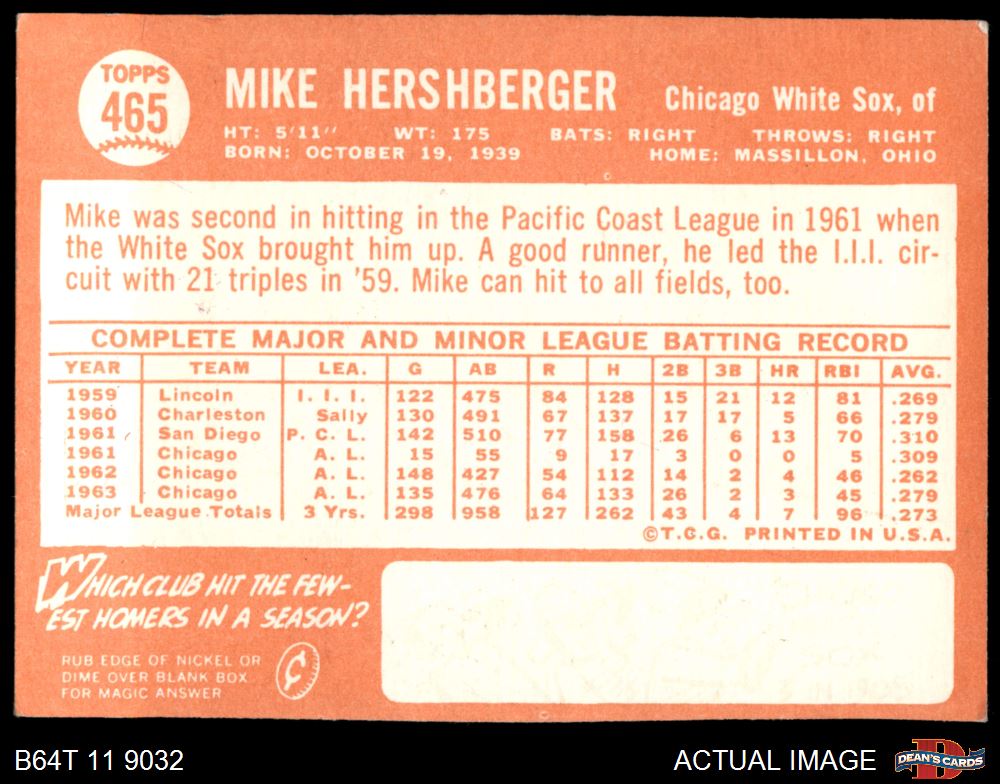 TOPPS
465
MIKE HERSHBERGER
Chicago White Sox, of
HT: 5'11" WT: 175 BATS: RIGHT THROWS: RIGHT
BORN: OCTOBER 19, 1939 HOME: MASSILLON, OHIO
Mike was second in hitting in the Pacific Coast League in 1961 when
the White Sox brought him up. A good runner, he led the I.I.I. cir-
cuit with 21 triples in '59. Mike can hit to all fields, too.
COMPLETE MAJOR AND MINOR LEAGUE BATTING RECORD
YEAR TEAM LEA. G AB R H 2B 3B HR RBI AVG.
1959 Lincoln I. I. I. 122 475 84 128 15 21 12 81 .269
1960 Charleston Sally 130 491 67 137 17 17 5 66 .279
1961 San Diego P. C. L. 142 510 77 158 26 6 13 70 .310
1961 Chicago A. L. 15 55 9 17 3 0 0 5 .309
1962 Chicago A. L. 148 427 54 112 14 2 4 46 .262
1963 Chicago A. L. 135 476 64 133 26 2 3 45 .279
Major League Totals 3 Yrs. 298 958 127 262 43 4 7 96 .273
©T.C.G. PRINTED IN U.S.A.
WHICH CLUB HIT THE FEW-
EST HOMERS IN A SEASON?
RUB EDGE OF NICKEL OR
DIME OVER BLANK BOX
FOR MAGIC ANSWER
B64T 11 9032
ACTUAL IMAGE
D
DEAN'S CARDS